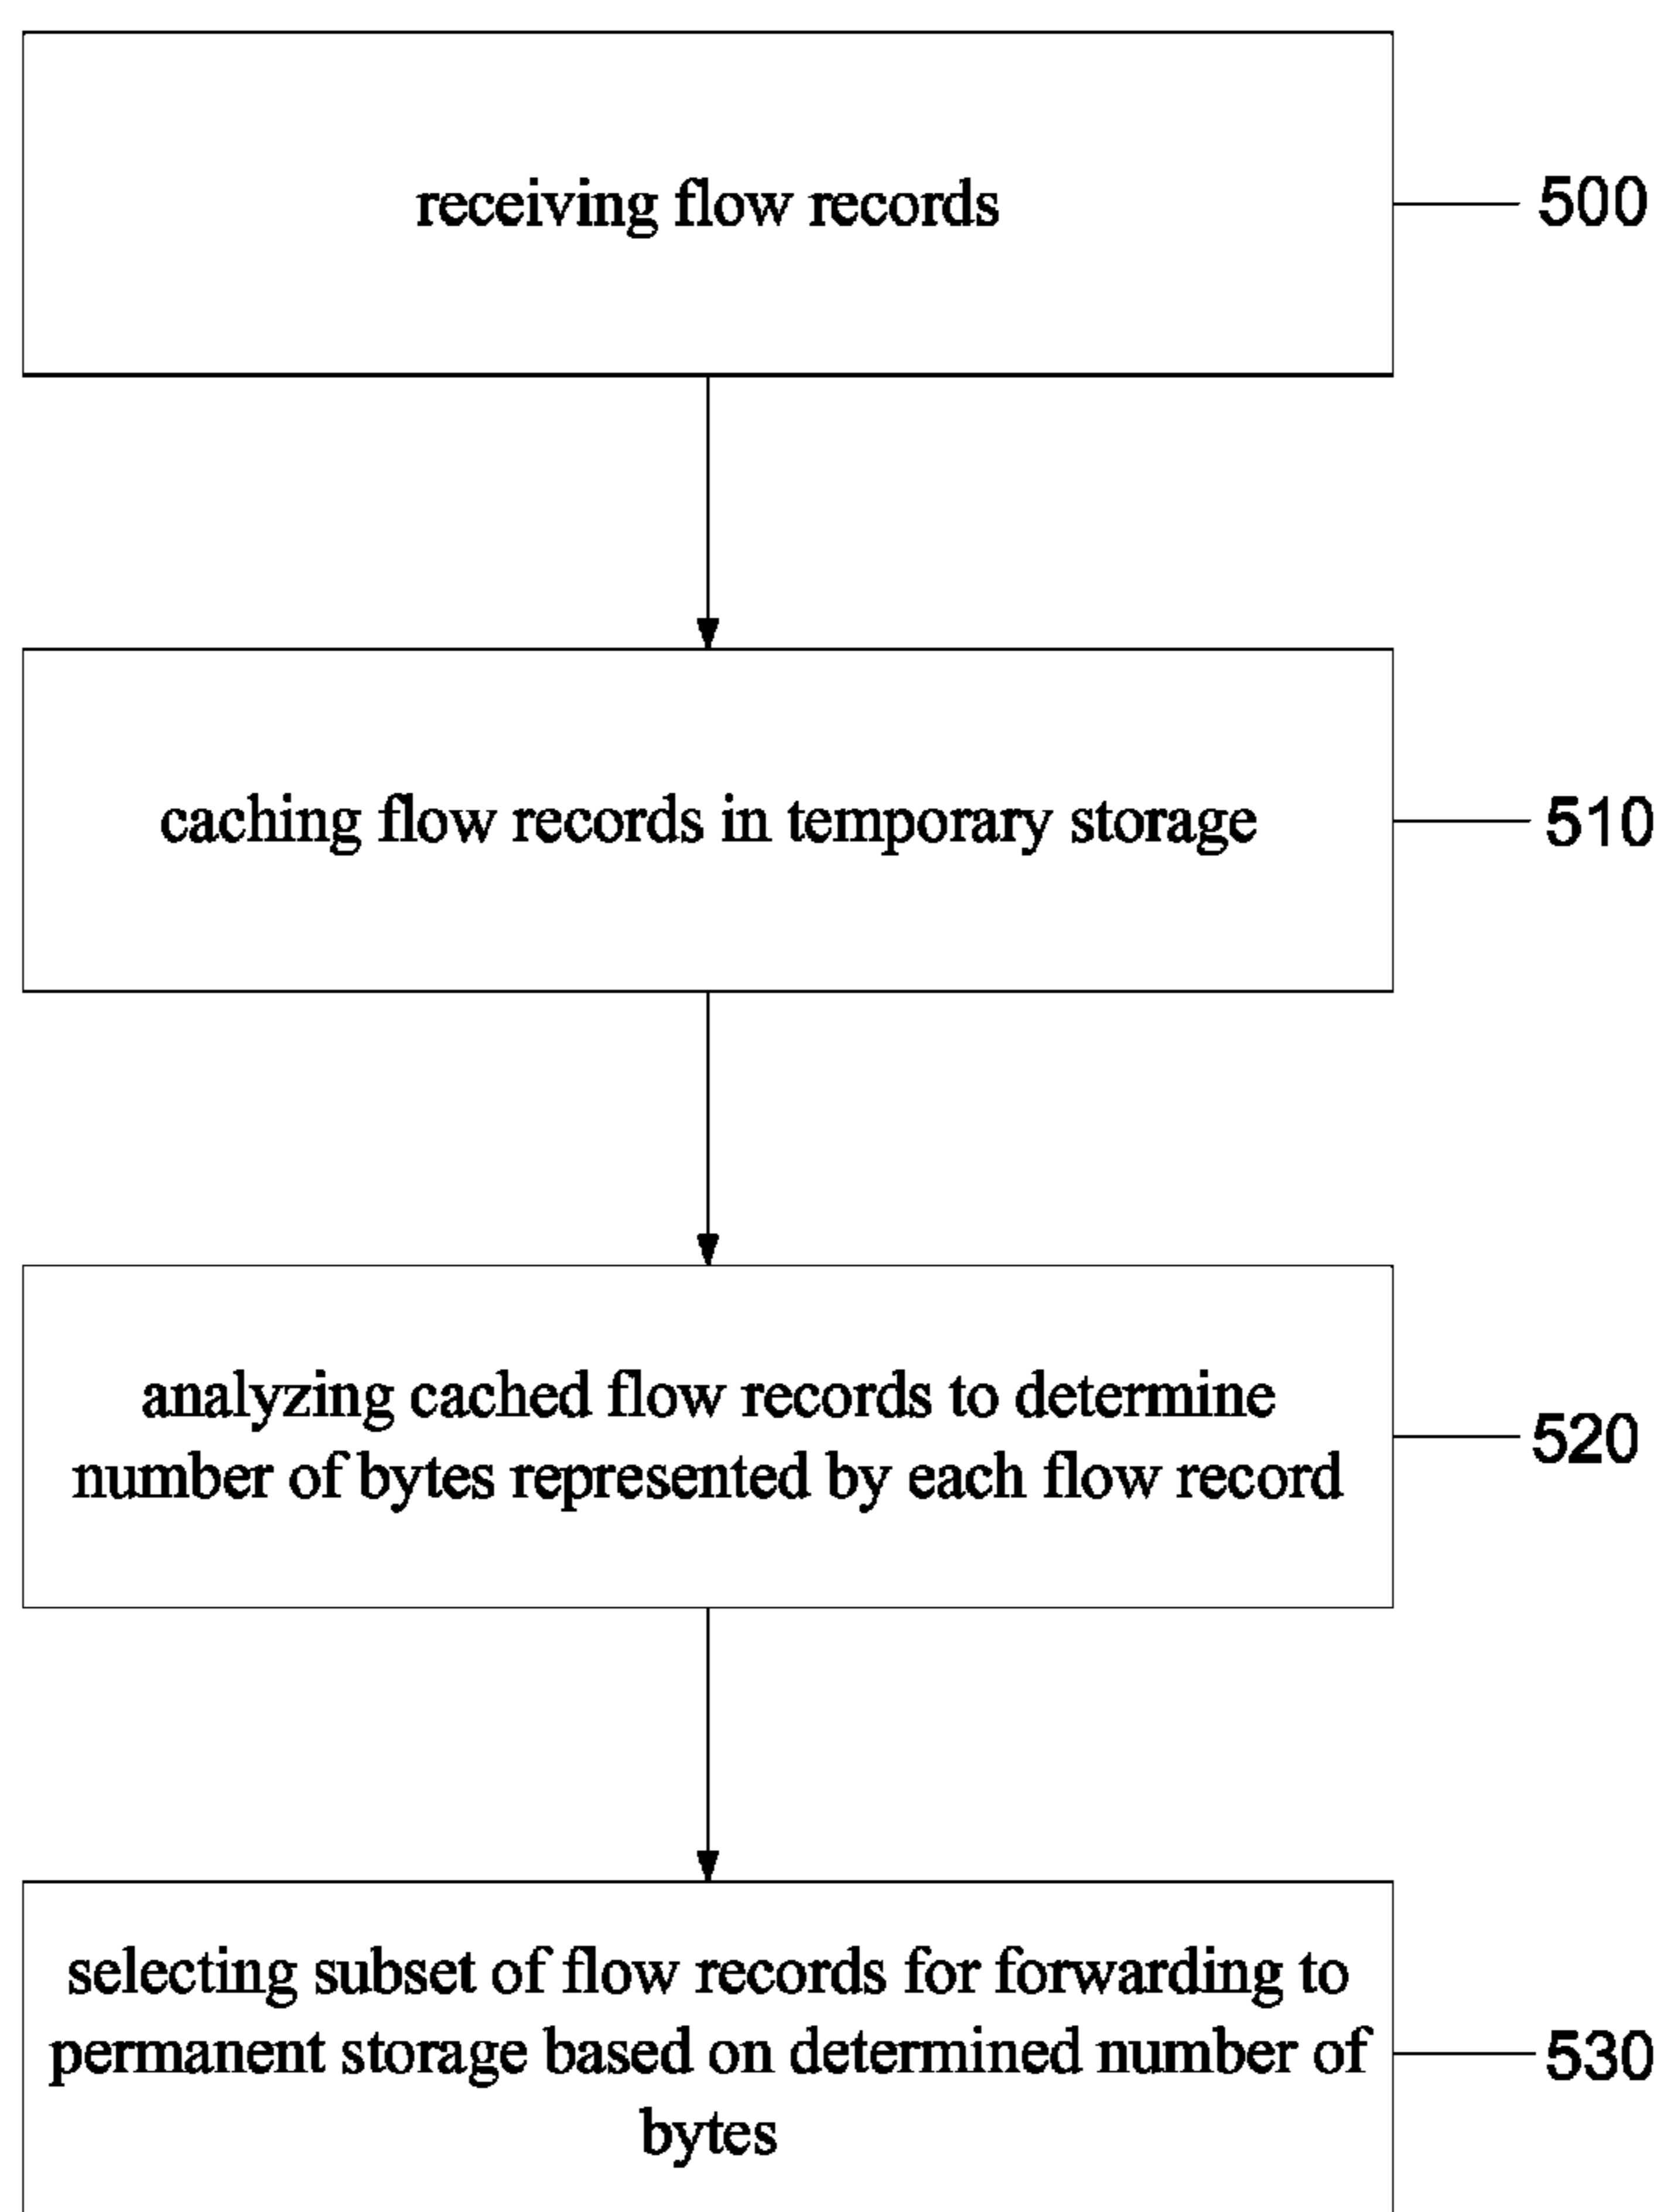 receiving flow records
500
caching flow records in temporary storage
510
analyzing cached flow records to determine
number of bytes represented by each flow record
520
selecting subset of flow records for forwarding to
permanent storage based on determined number of
bytes
530